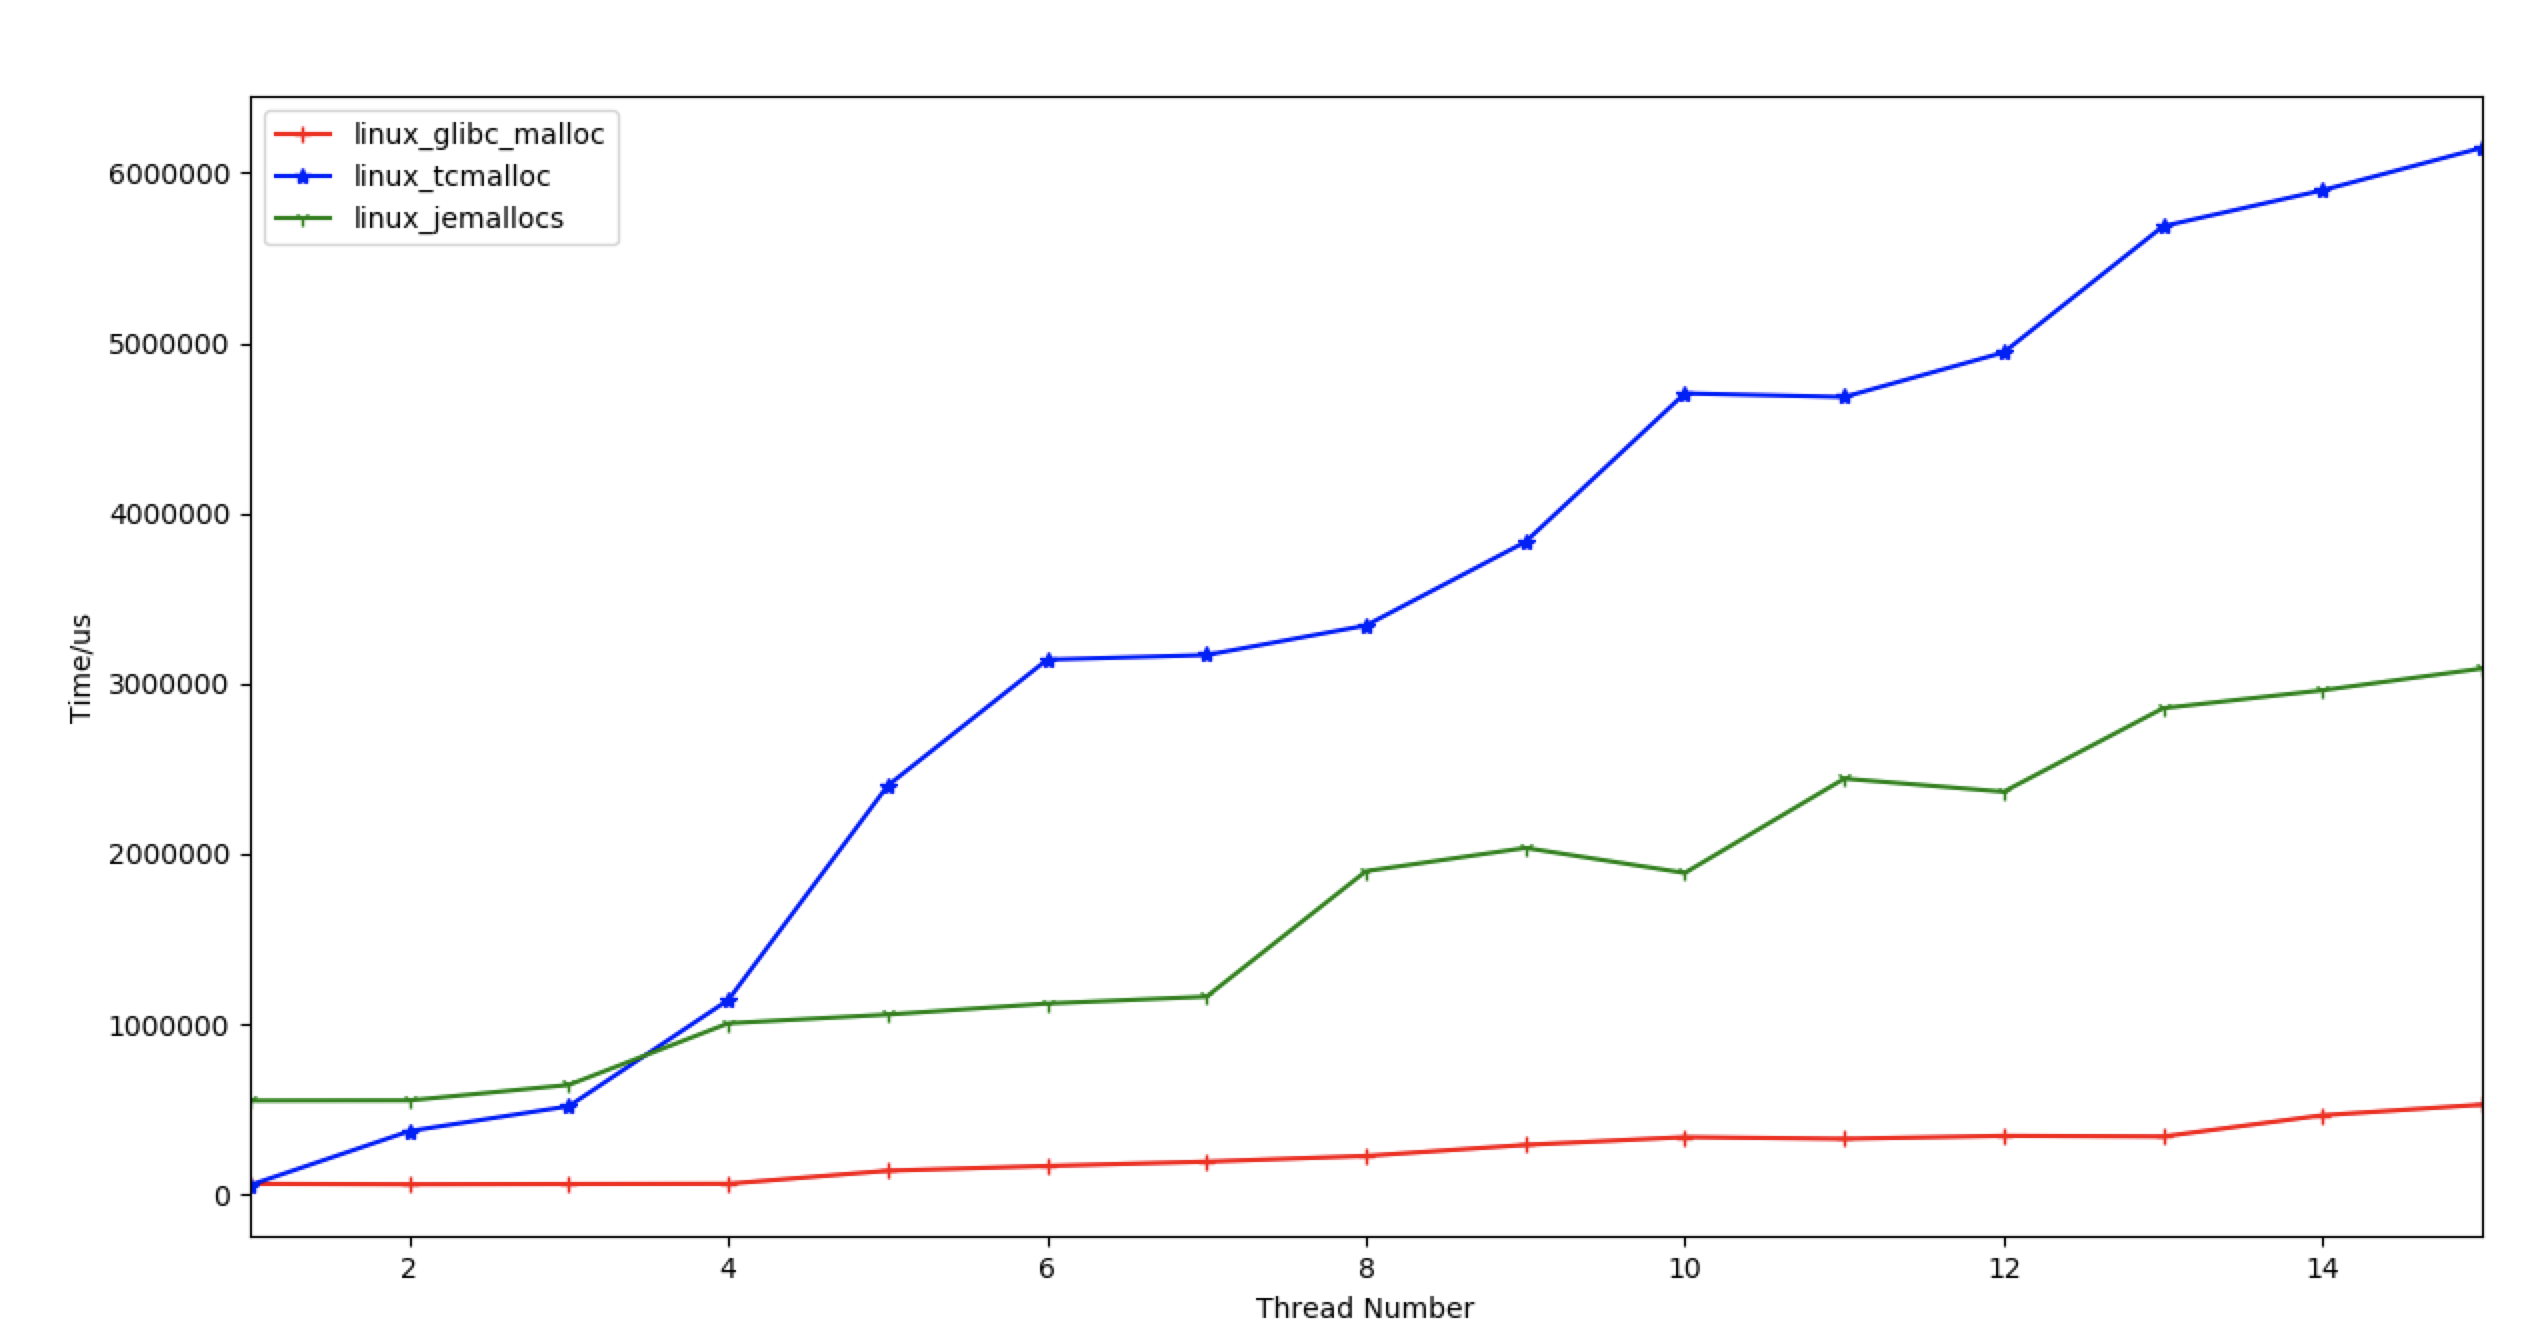 linux_glibc_malloc
linux_tcmalloc
linux_jemallocs
6000000
5000000
4000000
3000000
2000000
1000000
0
Time/us
2 4 6 8 10 12 14
Thread Number